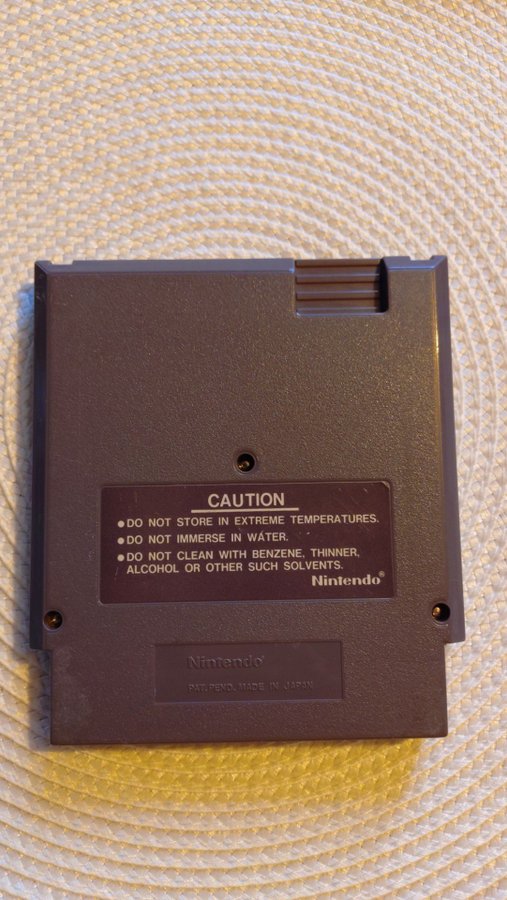 CAUTION
● DO NOT STORE IN EXTREME TEMPERATURES.
● DO NOT IMMERSE IN WATER.
● DO NOT CLEAN WITH BENZENE, THINNER,
ALCOHOL OR OTHER SUCH SOLVENTS.
Nintendo®
Nintendo®
PAT. PEND. MADE IN JAPAN